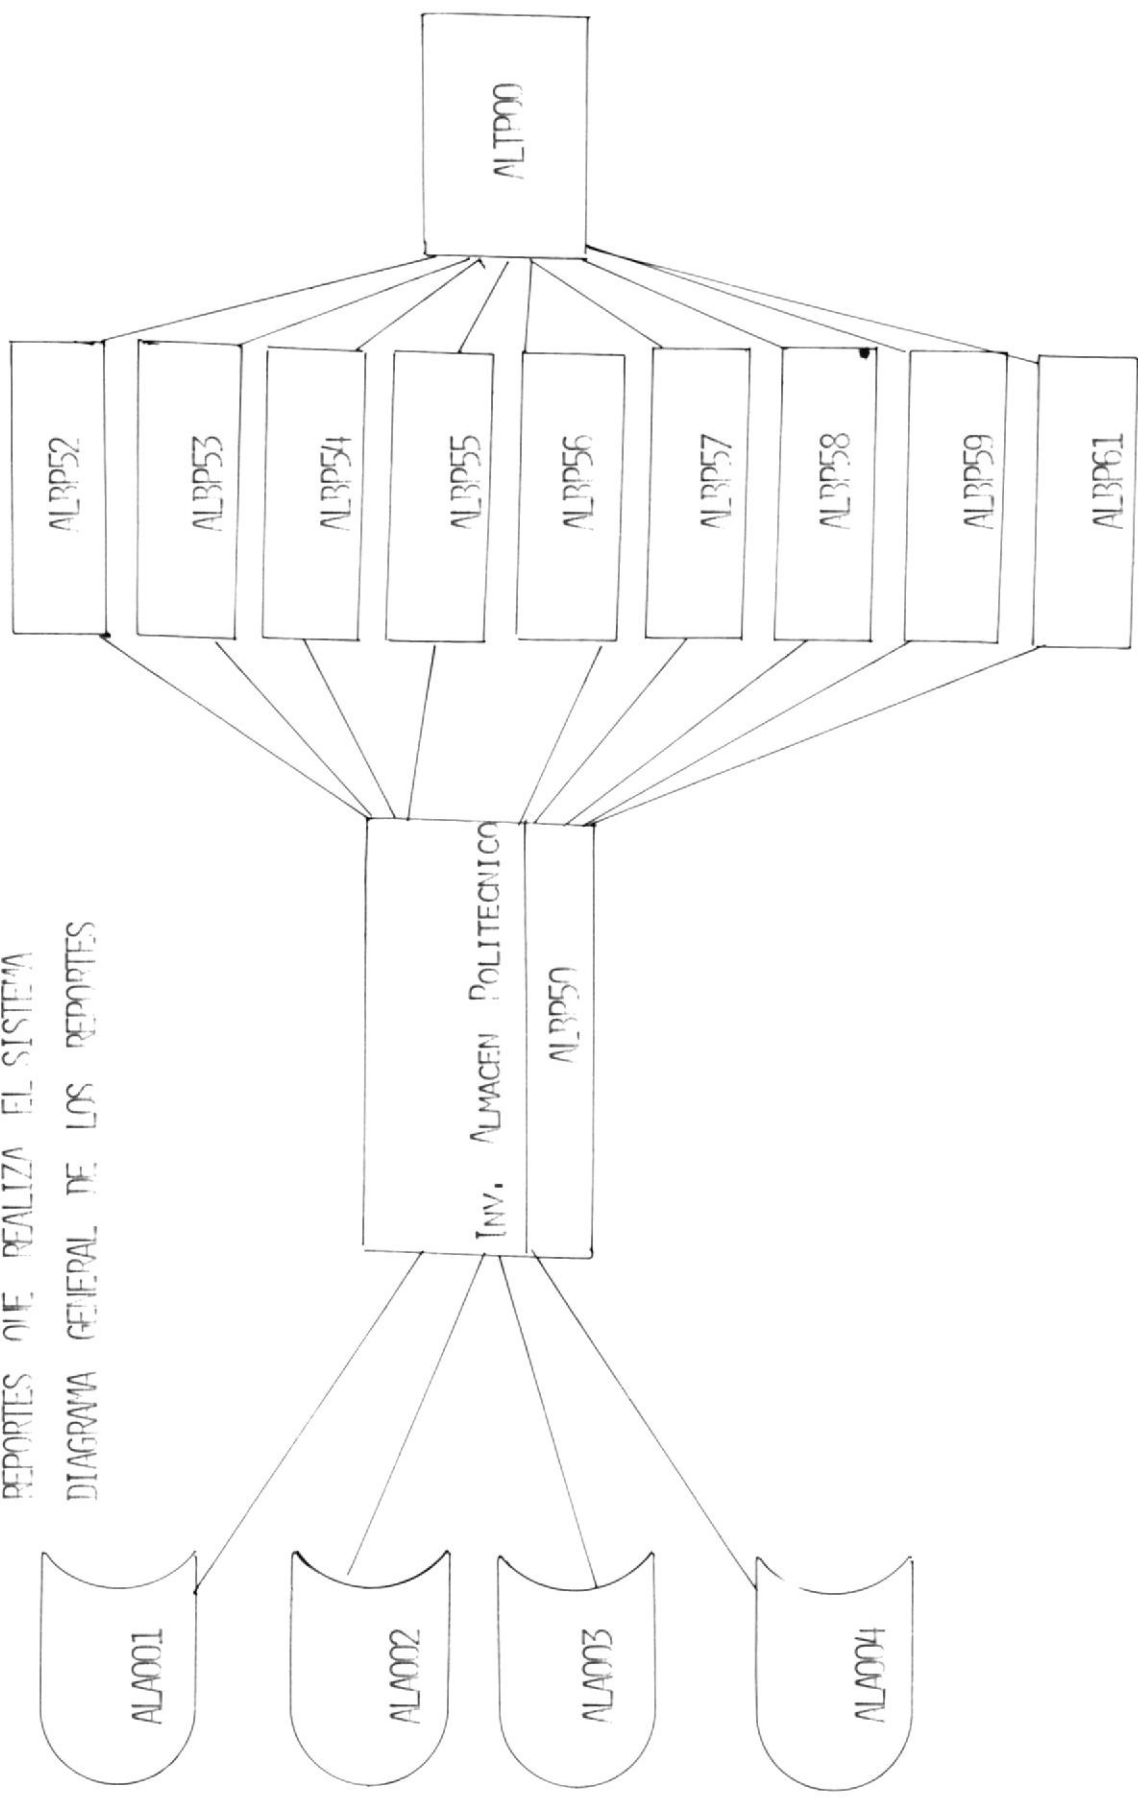 REPORTES QUE REALIZA EL SISTEMA
DIAGRAMA GENERAL DE LOS REPORTES
ALA001
ALA002
ALA003
ALA004
INV. ALMACEN POLITECNICO
ALBP50
ALBP52
ALBP53
ALBP54
ALBP55
ALBP56
ALBP57
ALBP58
ALBP59
ALBP61
ALTP00